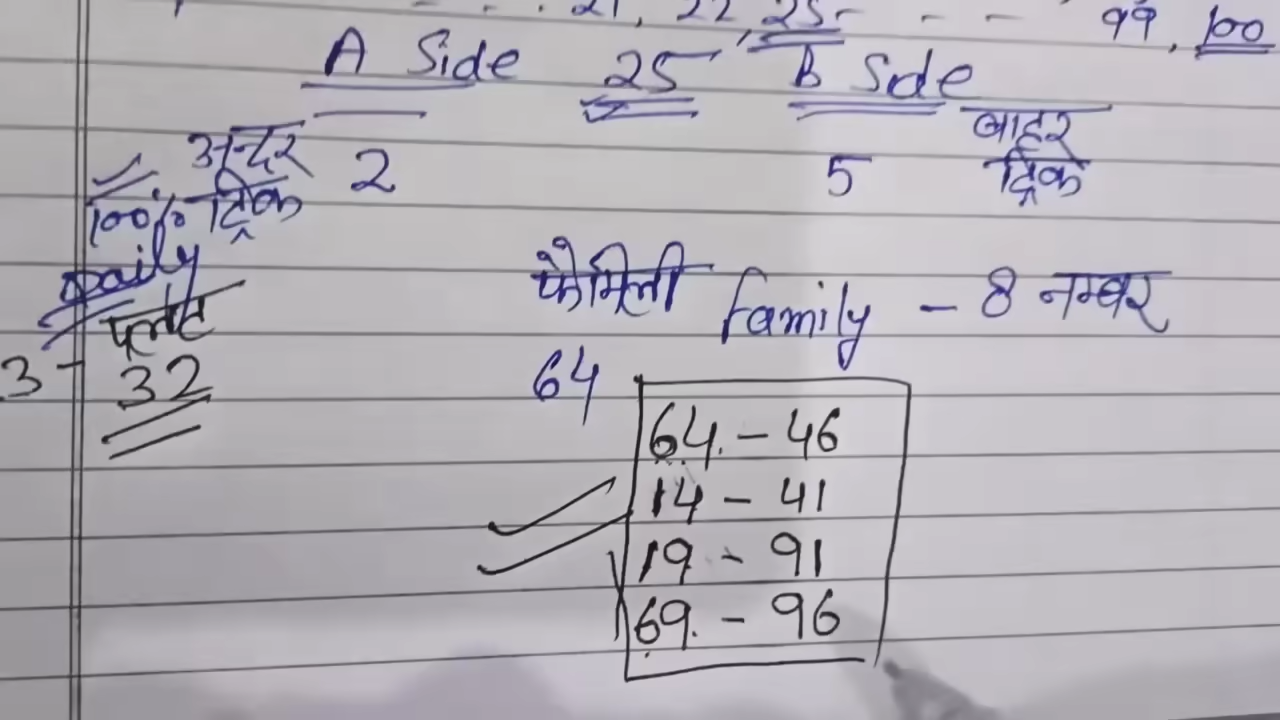 21, 22, 25 - - - 99, 100
A Side 25 B Side
अन्दर 2 5 बाहर
100% ट्रिक ट्रिक
Daily
पलट
3 - 32
फैमिली Family - 8 नम्बर
64
64 - 46
14 - 41
19 - 91
69 - 96